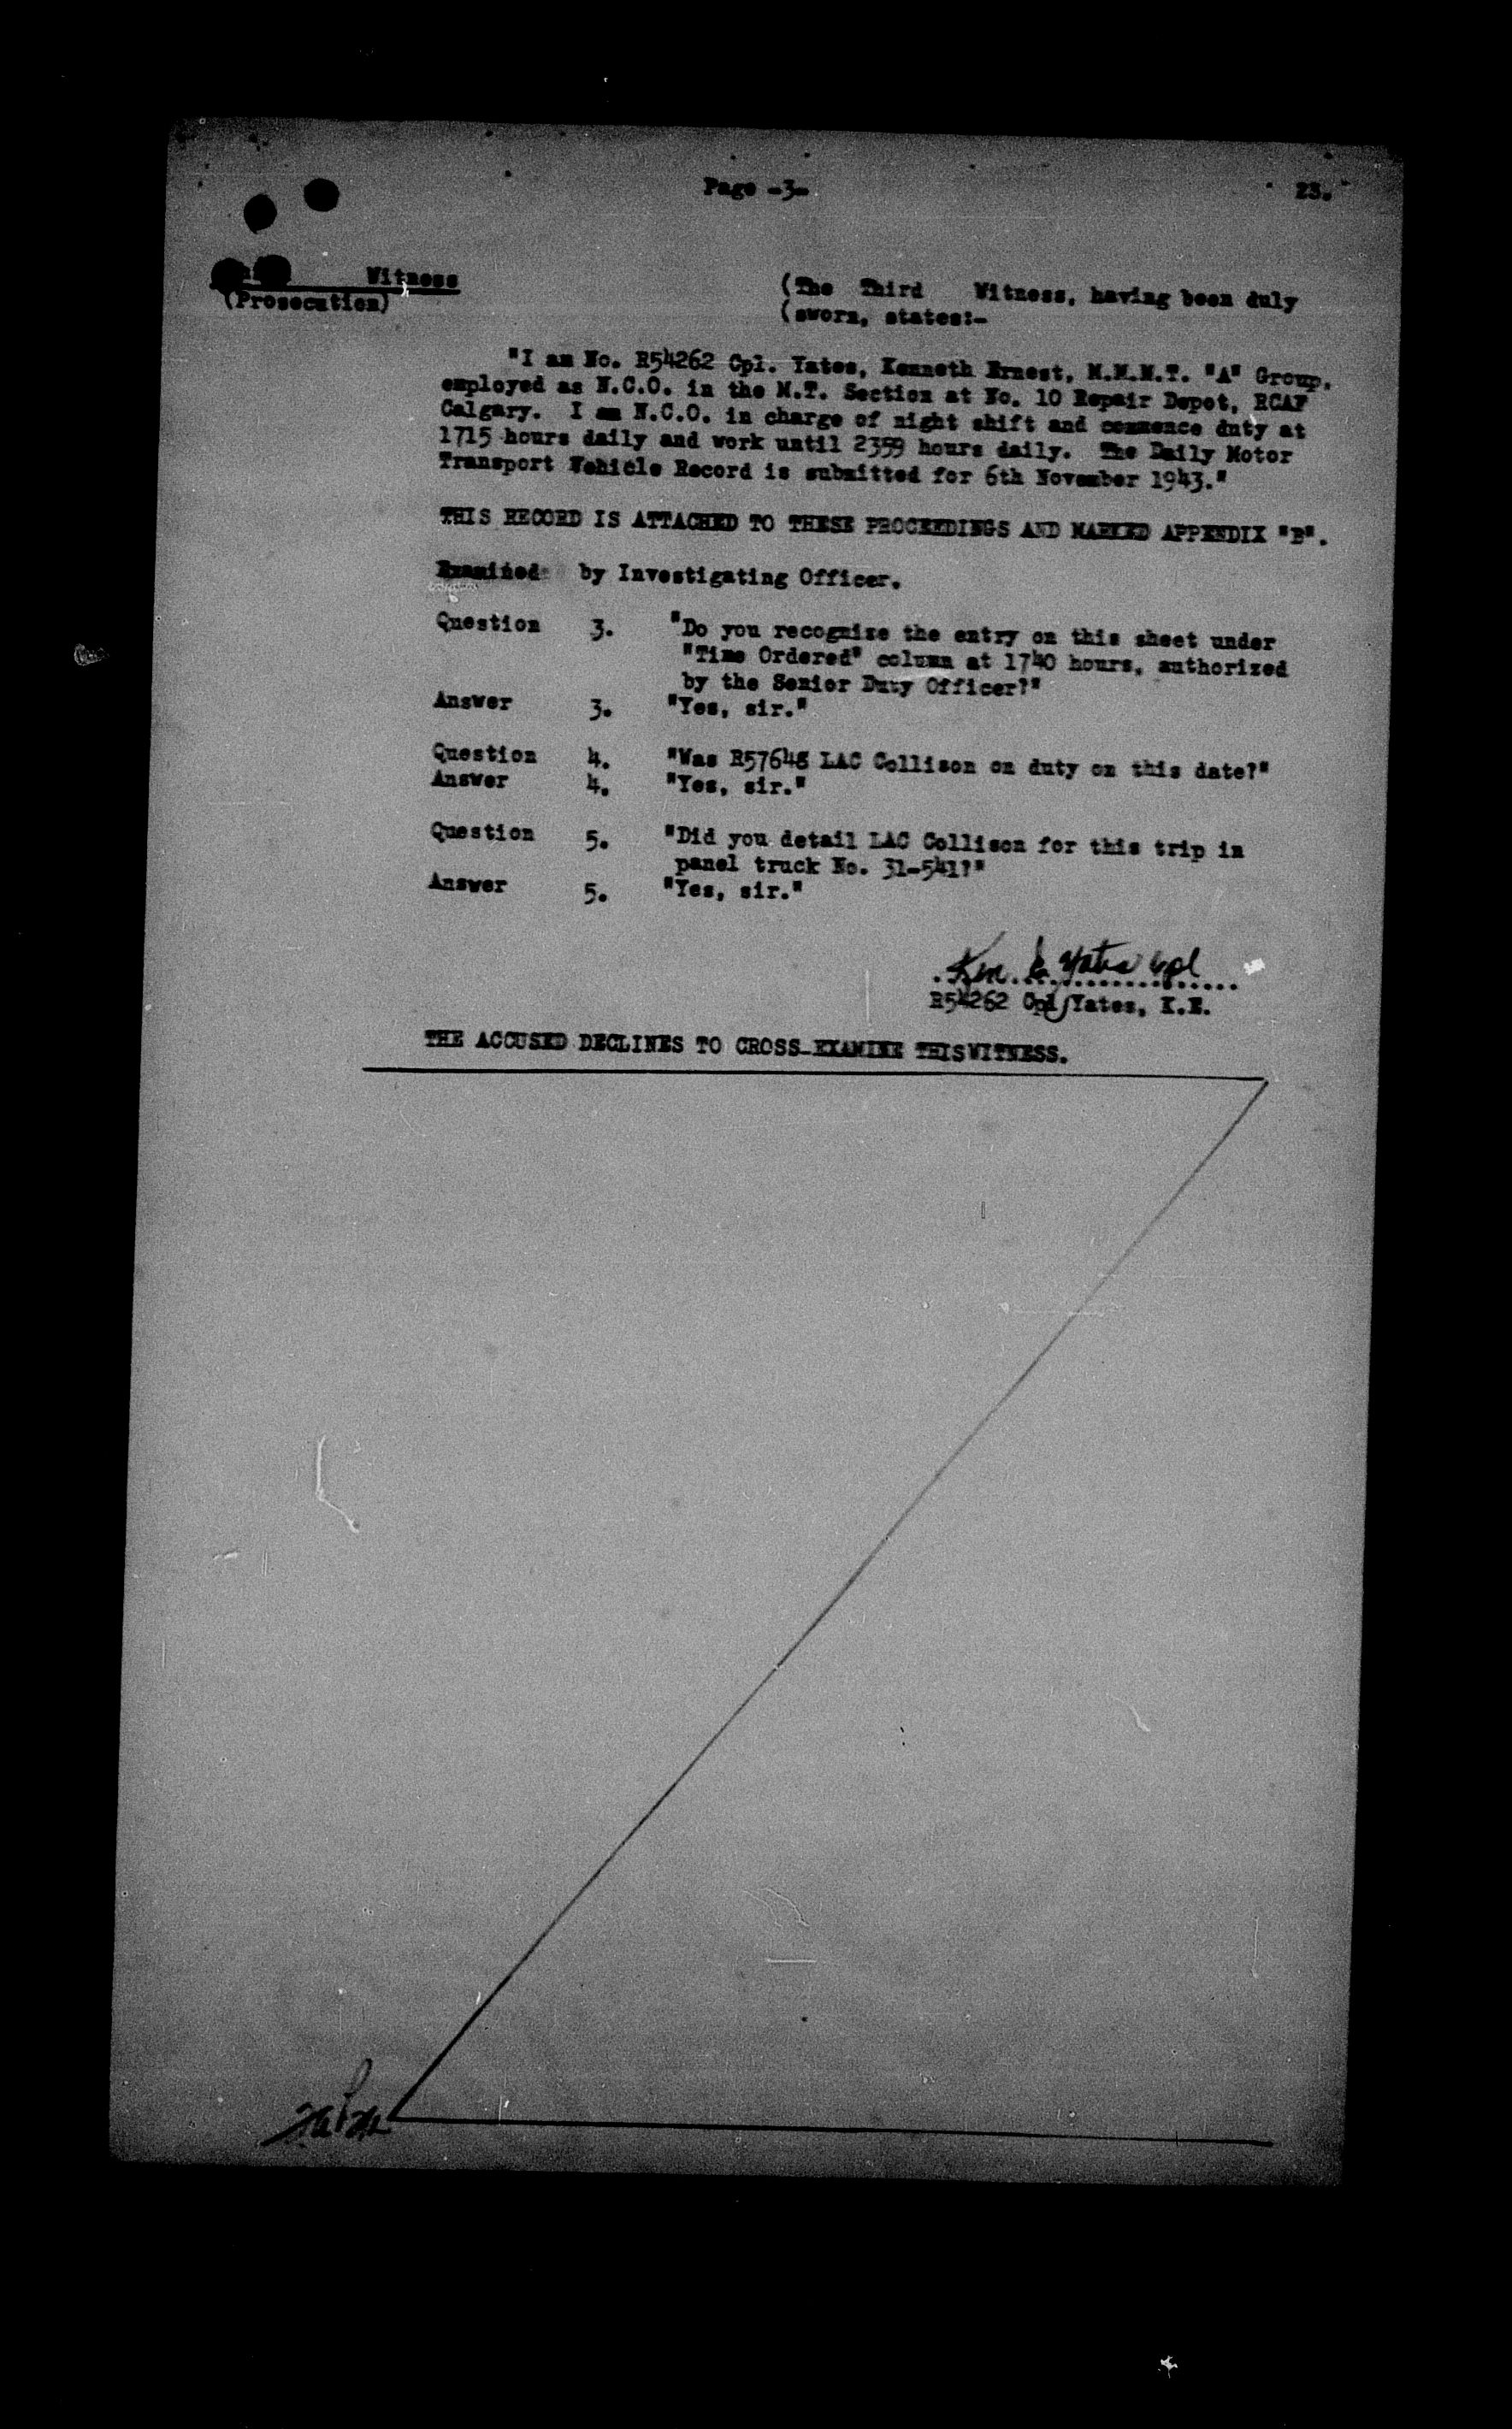 Page -3-
23.
Witness
(Prosecution)
(The Third Witness, having been duly
(sworn, states:-
"I am No. R54262 Cpl. Yates, Kenneth Ernest, M.M.M.T. "A" Group,
employed as N.C.O. in the M.T. Section at No. 10 Repair Depot, RCAF
Calgary. I am N.C.O. in charge of night shift and commence duty at
1715 hours daily and work until 2359 hours daily. The Daily Motor
Transport Vehicle Record is submitted for 6th November 1943."
THIS RECORD IS ATTACHED TO THESE PROCEEDINGS AND MARKED APPENDIX "B".
Examined by Investigating Officer.
Question 3. "Do you recognize the entry on this sheet under
"Time Ordered" column at 1740 hours, authorized
by the Senior Duty Officer?"
Answer 3. "Yes, sir."
Question 4. "Was R57648 LAC Collison on duty on this date?"
Answer 4. "Yes, sir."
Question 5. "Did you detail LAC Collison for this trip in
panel truck No. 31-541?"
Answer 5. "Yes, sir."
Ken. E. Yates Cpl
R54262 Cpl Yates, K.E.
THE ACCUSED DECLINES TO CROSS-EXAMINE THISWITNESS.